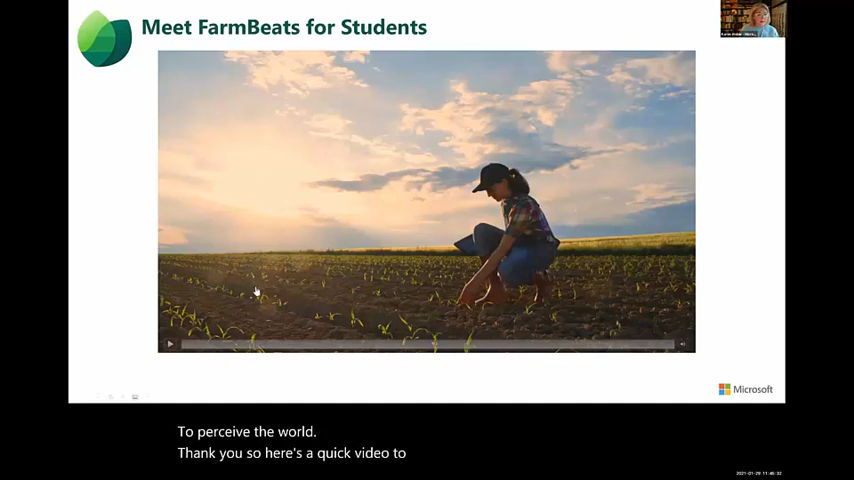 Meet FarmBeats for Students
Microsoft
To perceive the world.
Thank you so here's a quick video to